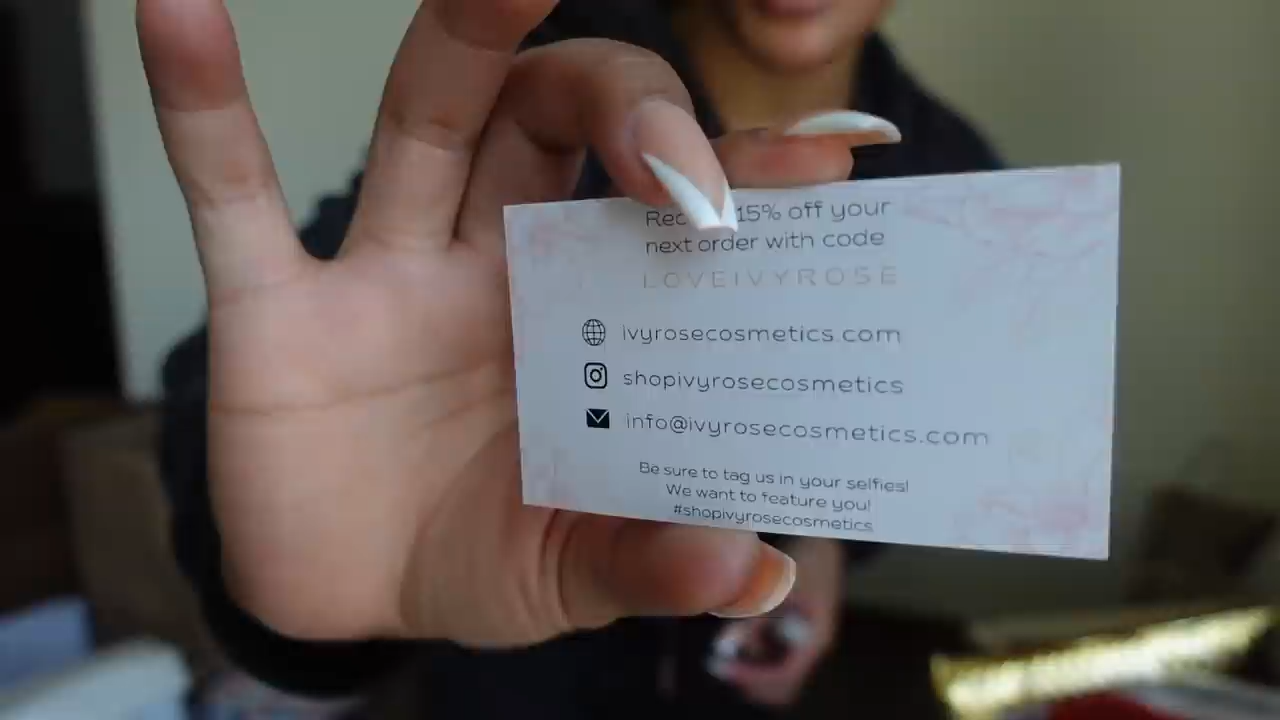 Rec 15% off your
next order with code
LOVEIVYROSE
ivyrosecosmetics.com
shopivyrosecosmetics
info@ivyrosecosmetics.com
Be sure to tag us in your selfies!
We want to feature you!
#shopivyrosecosmetics